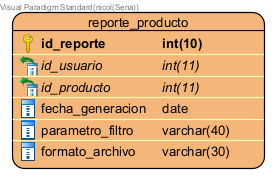 Visual Paradigm Standard(nicol(Sena))
reporte_producto
id_reporte int(10)
id_usuario int(11)
id_producto int(11)
fecha_generacion date
parametro_filtro varchar(40)
formato_archivo varchar(30)